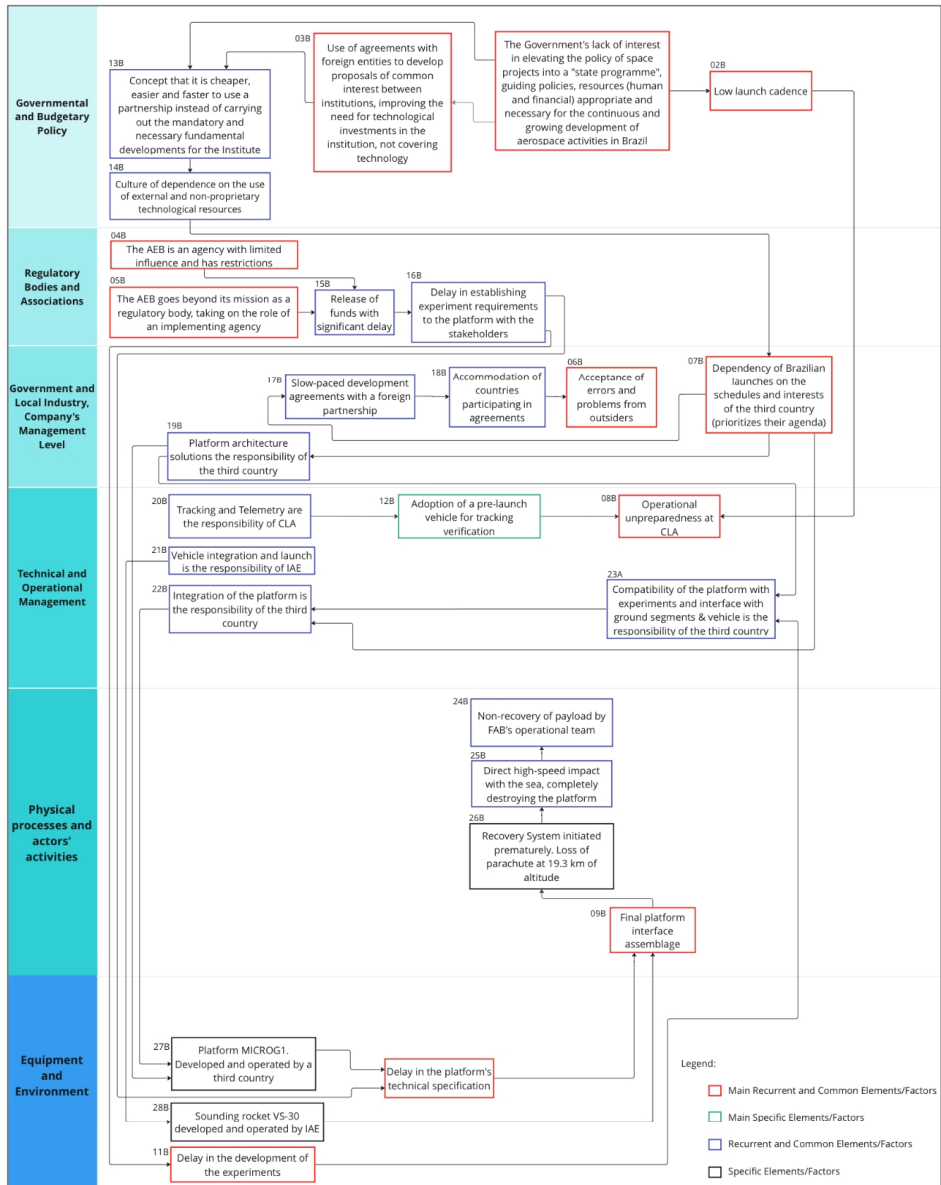 Governmental
and Budgetary
Policy
13B
Concept that it is cheaper,
easier and faster to use a
partnership instead of carrying
out the mandatory and
necessary fundamental
developments for the Institute
03B
Use of agreements with
foreign entities to develop
proposals of common
interest between
institutions, improving the
need for technological
investments in the
institution, not covering
technology
The Government's lack of interest
in elevating the policy of space
projects into a "state programme",
guiding policies, resources (human
and financial) appropriate and
necessary for the continuous and
growing development of
aerospace activities in Brazil
02B
Low launch cadence
14B
Culture of dependence on the use
of external and non-proprietary
technological resources
Regulatory
Bodies and
Associations
04B
The AEB is an agency with limited
influence and has restrictions
05B
The AEB goes beyond its mission as a
regulatory body, taking on the role of
an implementing agency
15B
Release of
funds with
significant delay
16B
Delay in establishing
experiment requirements
to the platform with the
stakeholders
Government and
Local Industry,
Company's
Management
Level
17B
Slow-paced development
agreements with a foreign
partnership
18B
Accommodation of
countries
participating in
agreements
06B
Acceptance of
errors and
problems from
outsiders
07B
Dependency of Brazilian
launches on the
schedules and interests
of the third country
(prioritizes their agenda)
19B
Platform architecture
solutions the responsibility of
the third country
Technical and
Operational
Management
20B
Tracking and Telemetry are
the responsibility of CLA
12B
Adoption of a pre-launch
vehicle for tracking
verification
08B
Operational
unpreparedness at
CLA
21B
Vehicle integration and launch
is the responsibility of IAE
22B
Integration of the platform is
the responsibility of the third
country
23A
Compatibility of the platform with
experiments and interface with
ground segments & vehicle is the
responsibility of the third country
Physical
processes and
actors'
activities
24B
Non-recovery of payload by
FAB's operational team
25B
Direct high-speed impact
with the sea, completely
destroying the platform
26B
Recovery System initiated
prematurely. Loss of
parachute at 19.3 km of
altitude
09B
Final platform
interface
assemblage
Equipment
and
Environment
27B
Platform MICROG1.
Developed and operated by a
third country
Delay in the platform's
technical specification
28B
Sounding rocket VS-30
developed and operated by IAE
11B
Delay in the development of
the experiments
Legend:
Main Recurrent and Common Elements/Factors
Main Specific Elements/Factors
Recurrent and Common Elements/Factors
Specific Elements/Factors